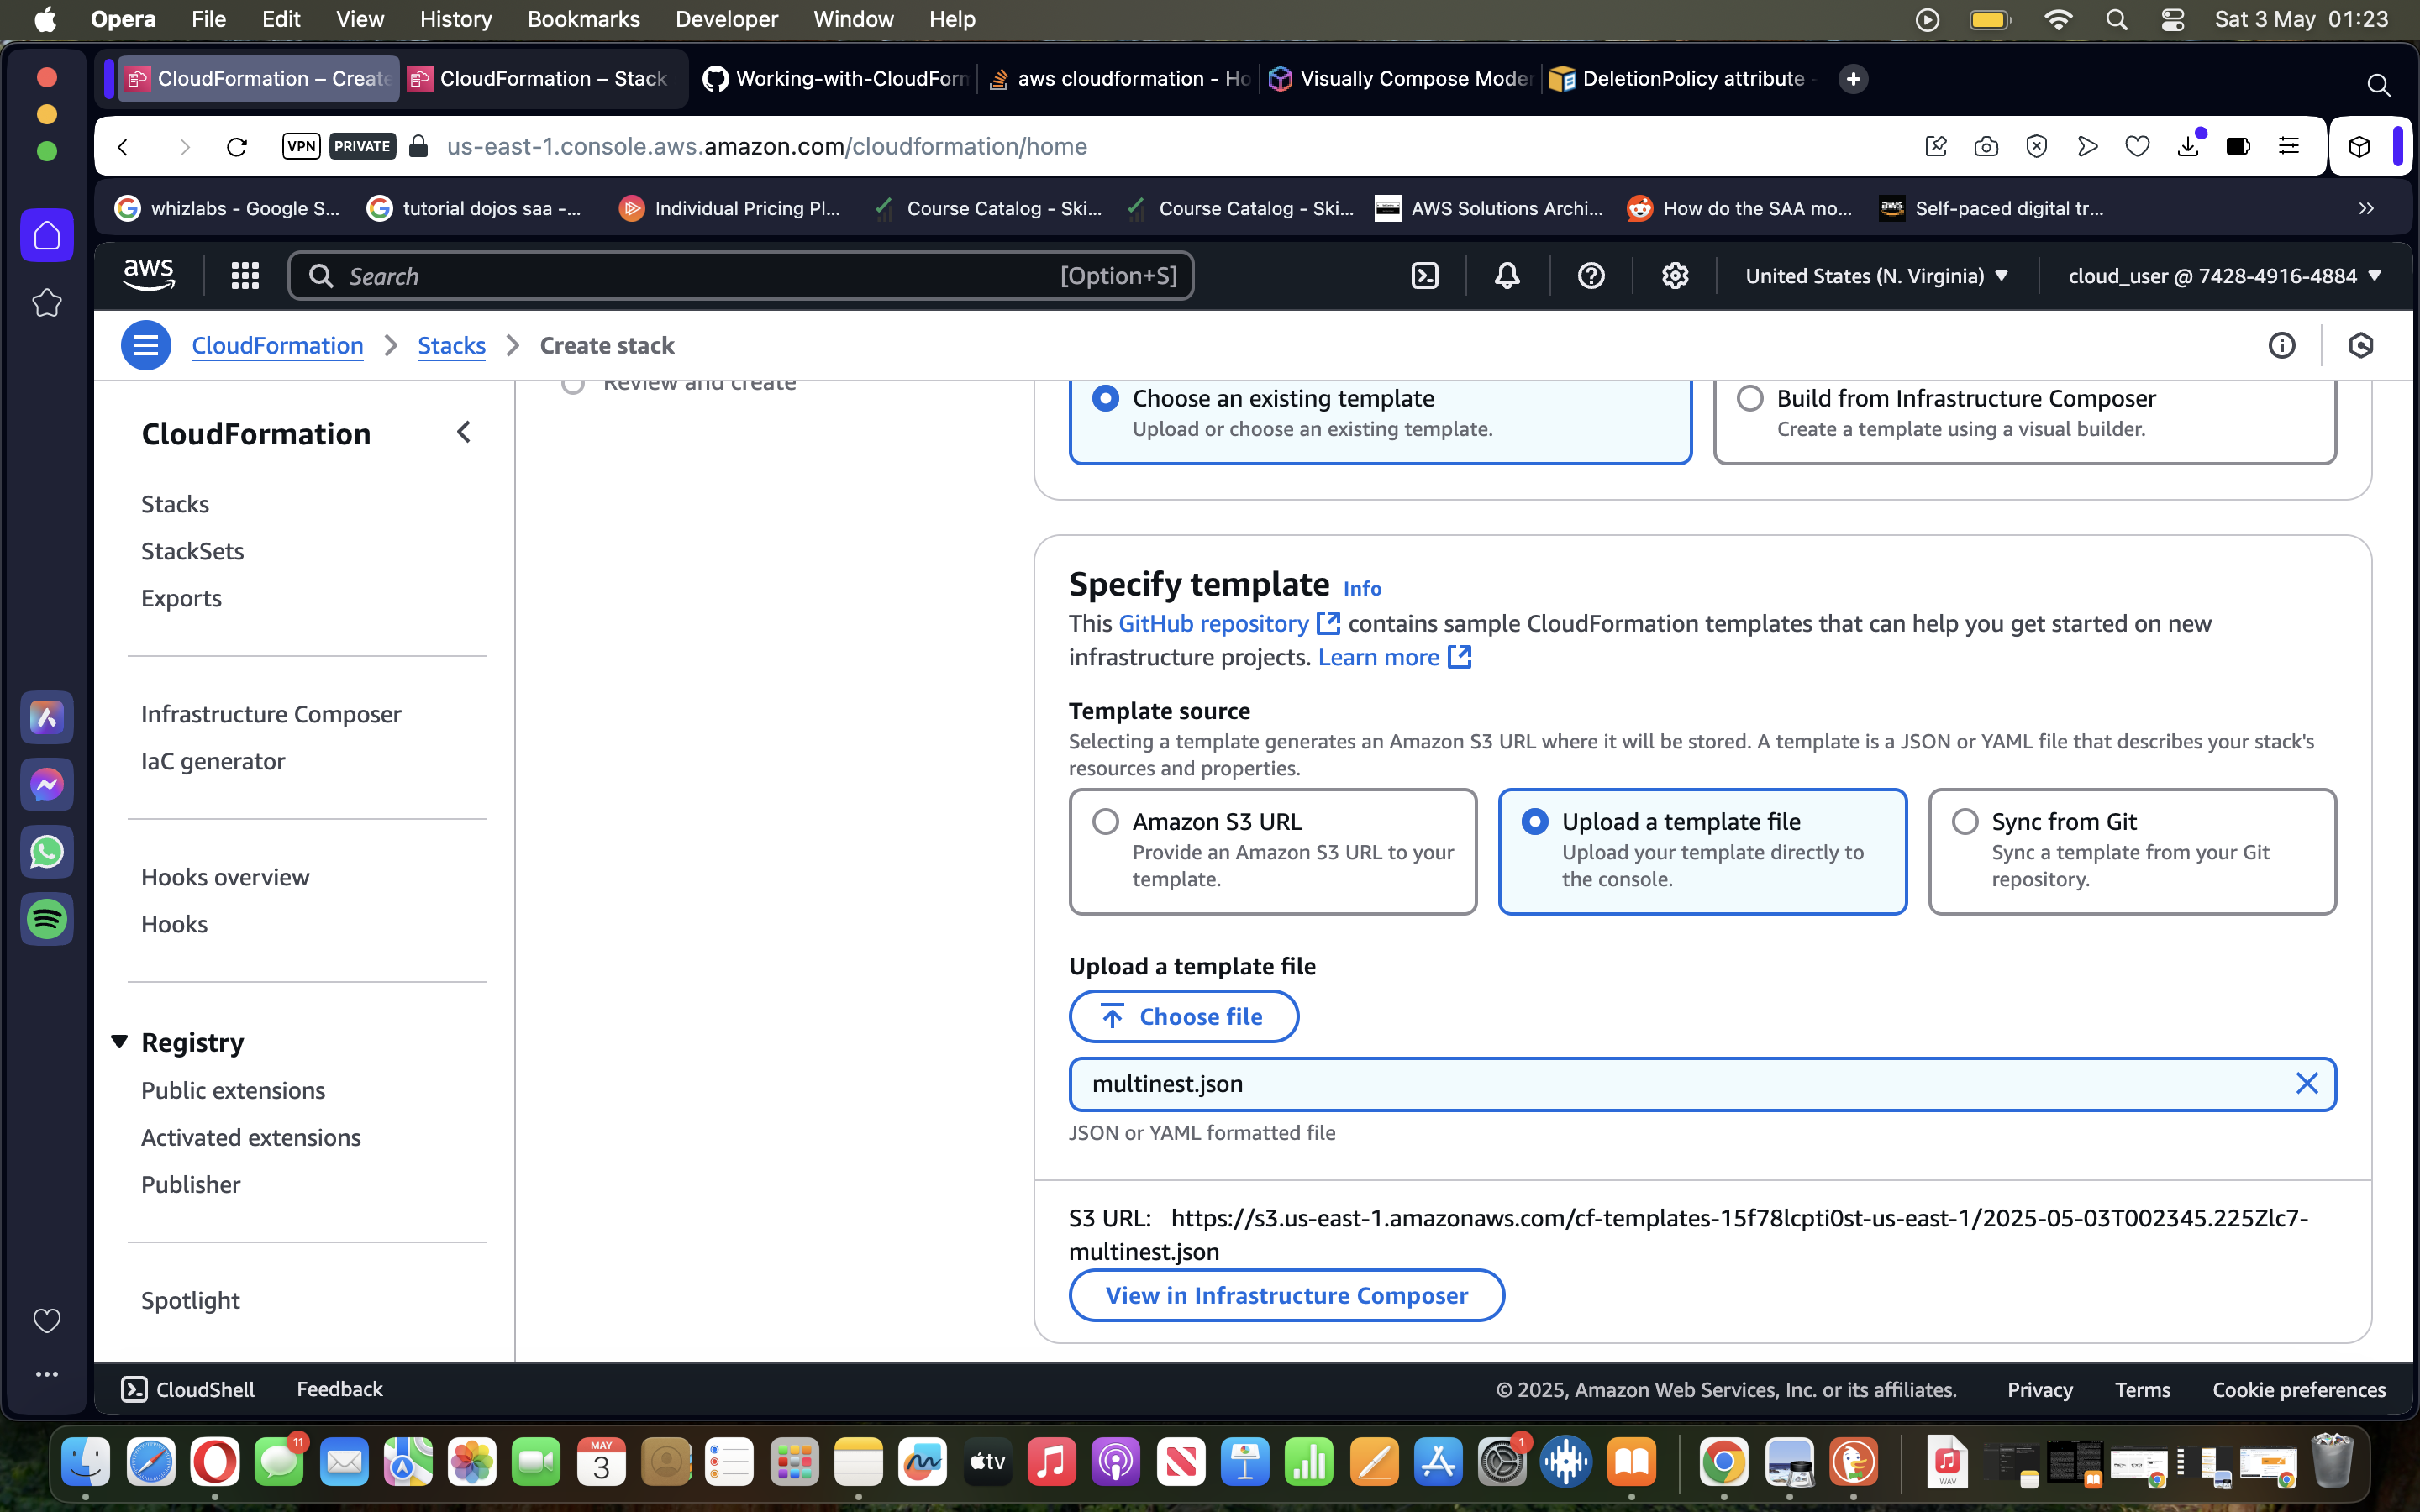 Opera File Edit View History Bookmarks Developer Window Help Sat 3 May 01:23
CloudFormation – Create CloudFormation – Stack Working-with-CloudForm aws cloudformation - Ho Visually Compose Moder DeletionPolicy attribute -
VPN PRIVATE us-east-1.console.aws.amazon.com/cloudformation/home
whizlabs - Google S... tutorial dojos saa -... Individual Pricing Pl... Course Catalog - Ski... Course Catalog - Ski... AWS Solutions Archi... How do the SAA mo... aws Self-paced digital tr...
aws Search [Option+S] United States (N. Virginia) cloud_user @ 7428-4916-4884
CloudFormation Stacks Create stack
Review and create
CloudFormation
Stacks
StackSets
Exports
Infrastructure Composer
IaC generator
Hooks overview
Hooks
Registry
Public extensions
Activated extensions
Publisher
Spotlight
Choose an existing template
Upload or choose an existing template.
Build from Infrastructure Composer
Create a template using a visual builder.
Specify template Info
This GitHub repository contains sample CloudFormation templates that can help you get started on new
infrastructure projects. Learn more
Template source
Selecting a template generates an Amazon S3 URL where it will be stored. A template is a JSON or YAML file that describes your stack's
resources and properties.
Amazon S3 URL
Provide an Amazon S3 URL to your
template.
Upload a template file
Upload your template directly to
the console.
Sync from Git
Sync a template from your Git
repository.
Upload a template file
Choose file
multinest.json
JSON or YAML formatted file
S3 URL: https://s3.us-east-1.amazonaws.com/cf-templates-15f78lcpti0st-us-east-1/2025-05-03T002345.225Zlc7-
multinest.json
View in Infrastructure Composer
CloudShell Feedback © 2025, Amazon Web Services, Inc. or its affiliates. Privacy Terms Cookie preferences
11
MAY
3
tv
1
WAV